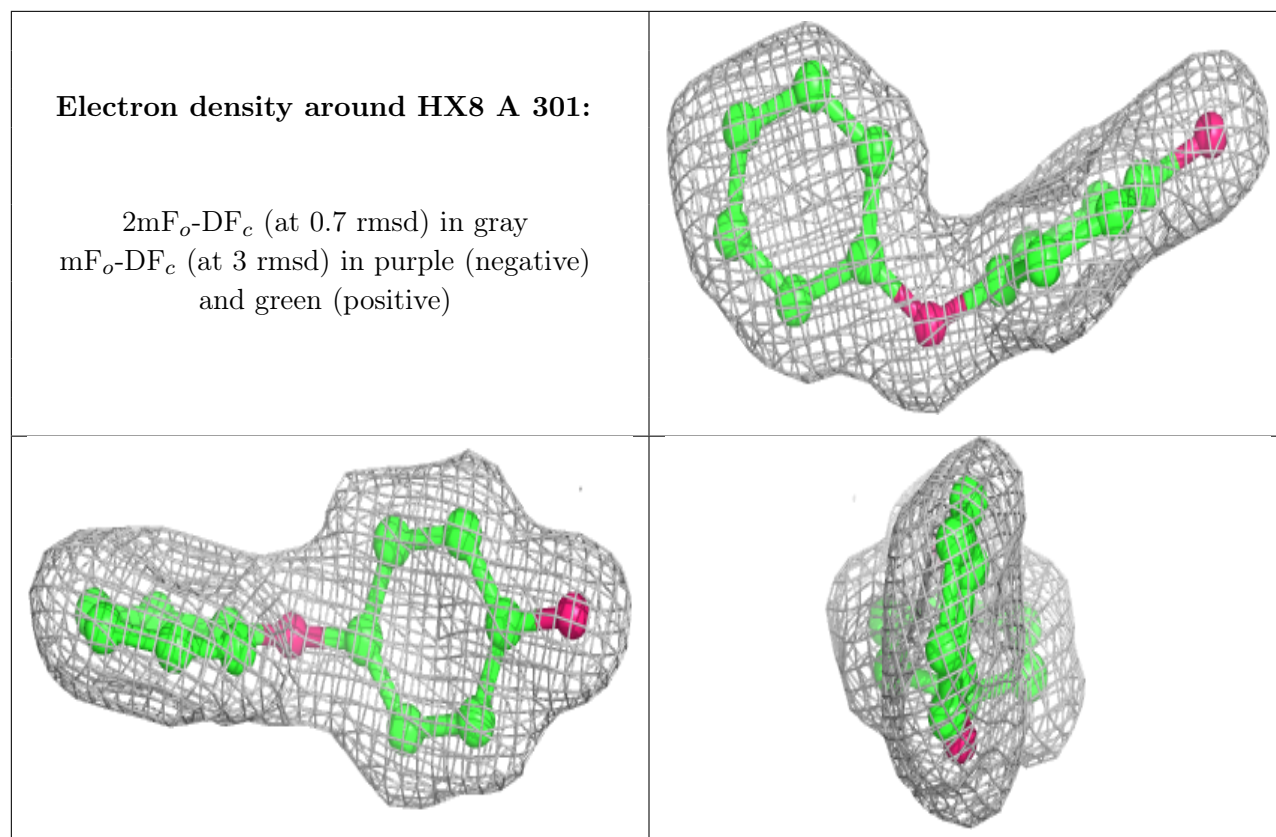 Electron density around HX8 A 301:
2mFo-DFc (at 0.7 rmsd) in gray
mFo-DFc (at 3 rmsd) in purple (negative)
and green (positive)